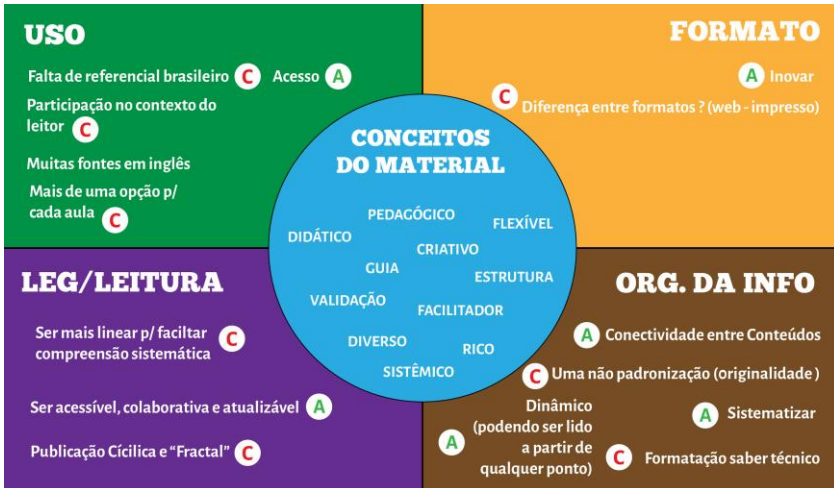 USO
Falta de referencial brasileiro C Acesso A
Participação no contexto do
leitor C
Muitas fontes em inglês
Mais de uma opção p/
cada aula C
FORMATO
A Inovar
C Diferença entre formatos ? (web - impresso)
CONCEITOS
DO MATERIAL
PEDAGÓGICO
FLEXÍVEL
DIDÁTICO
CRIATIVO
GUIA
ESTRUTURA
VALIDAÇÃO
FACILITADOR
DIVERSO
RICO
SISTÊMICO
LEG/LEITURA
Ser mais linear p/ faciltar
compreensão sistemática C
Ser acessível, colaborativa e atualizável A
Publicação Cícilica e “Fractal” C
ORG. DA INFO
A Conectividade entre Conteúdos
C Uma não padronização (originalidade )
Dinâmico
(podendo ser lido
a partir de
qualquer ponto)
A
A Sistematizar
C Formatação saber técnico